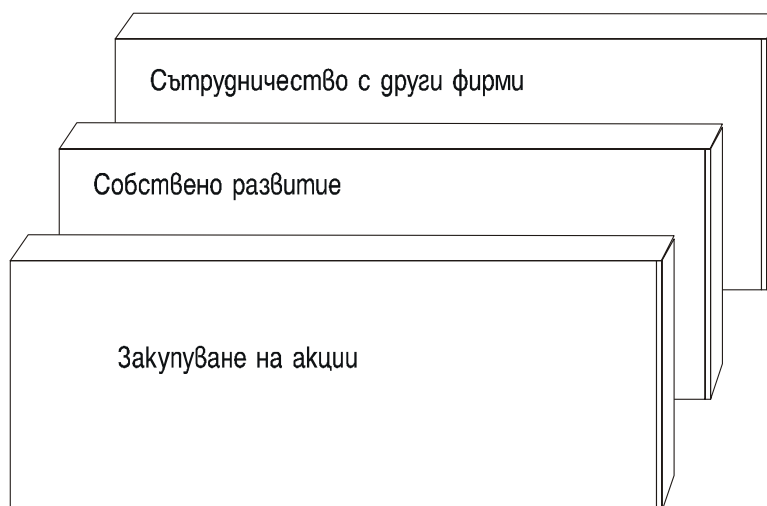 Сътрудничество с други фирми
Собствено развитие
Закупуване на акции